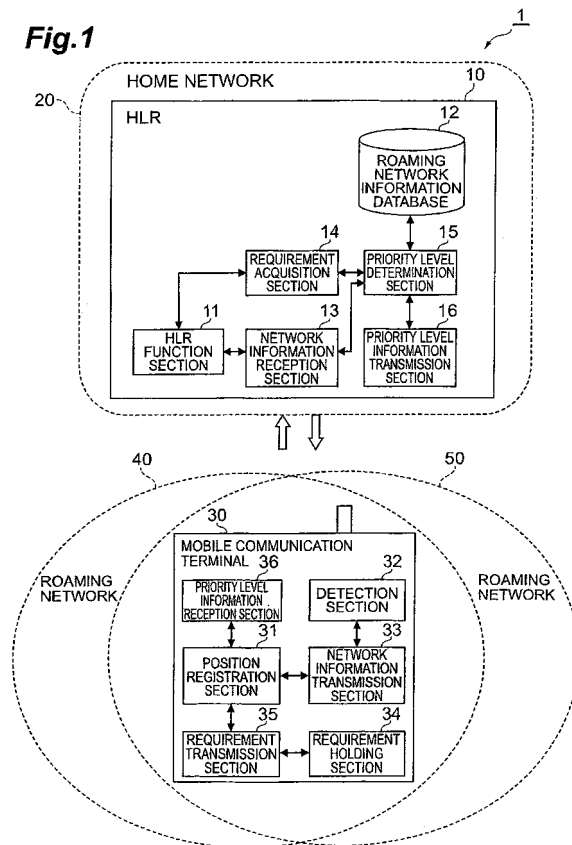 Fig.1
1
HOME NETWORK
20
10
HLR
12
ROAMING
NETWORK
INFORMATION
DATABASE
14
15
REQUIREMENT
ACQUISITION
SECTION
PRIORITY LEVEL
DETERMINATION
SECTION
11
13
16
HLR
FUNCTION
SECTION
NETWORK
INFORMATION
RECEPTION
SECTION
PRIORITY LEVEL
INFORMATION
TRANSMISSION
SECTION
40
50
30
MOBILE COMMUNICATION
TERMINAL
36
32
ROAMING
NETWORK
PRIORITY LEVEL
INFORMATION
RECEPTION SECTION
DETECTION
SECTION
ROAMING
NETWORK
31
33
POSITION
REGISTRATION
SECTION
NETWORK
INFORMATION
TRANSMISSION
SECTION
35
34
REQUIREMENT
TRANSMISSION
SECTION
REQUIREMENT
HOLDING
SECTION